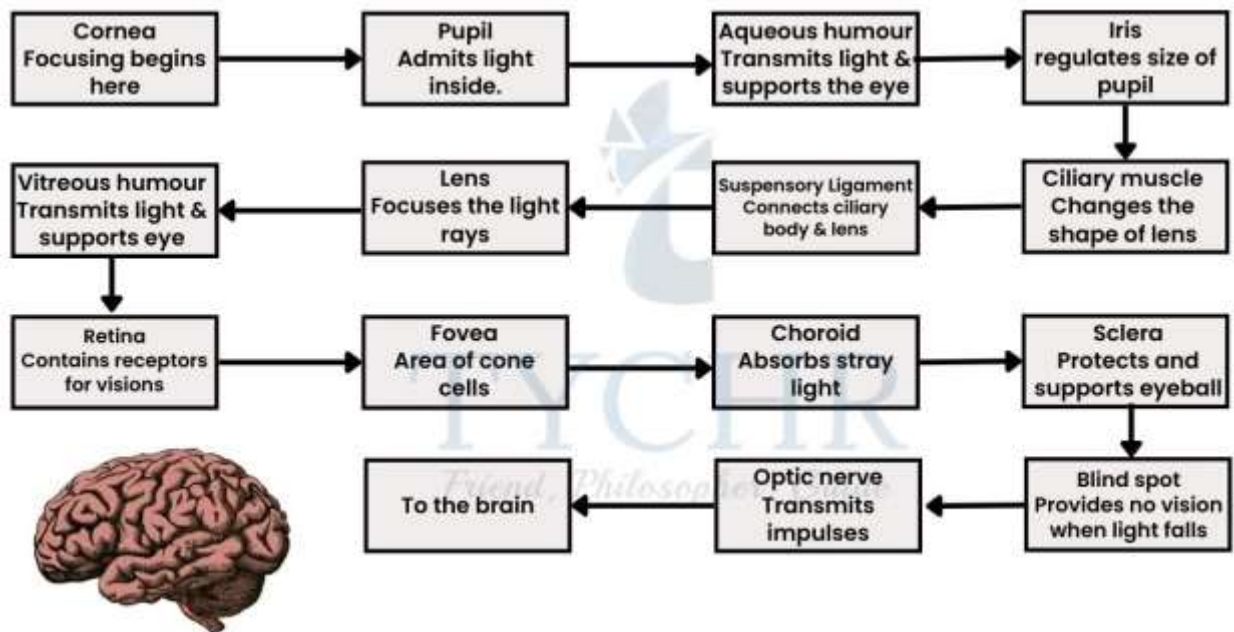 Cornea
Focusing begins
here
Pupil
Admits light
inside.
Aqueous humour
Transmits light &
supports the eye
Iris
regulates size of
pupil
Ciliary muscle
Changes the
shape of lens
Suspensory Ligament
Connects ciliary
body & lens
Lens
Focuses the light
rays
Vitreous humour
Transmits light &
supports eye
Retina
Contains receptors
for visions
Fovea
Area of cone
cells
Choroid
Absorbs stray
light
Sclera
Protects and
supports eyeball
Blind spot
Provides no vision
when light falls
Optic nerve
Transmits
impulses
To the brain
TYCHR
Friend, Philosopher, Guide